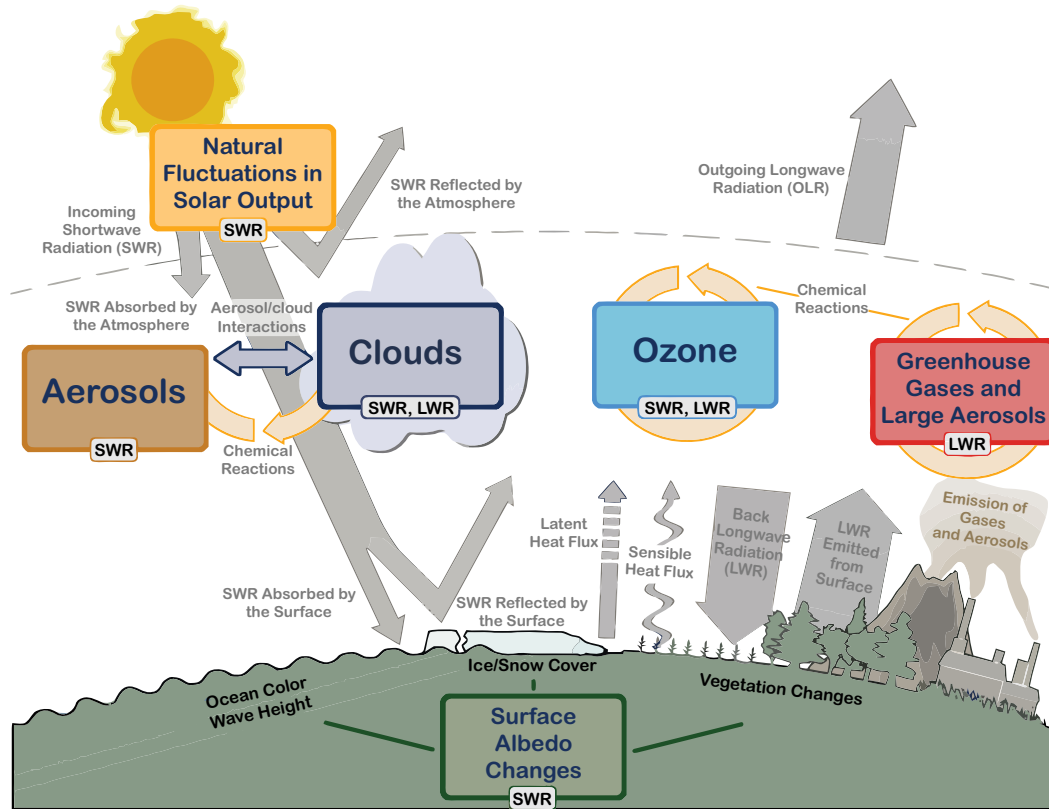 Natural
Fluctuations in
Solar Output
SWR
Incoming
Shortwave
Radiation (SWR)
SWR Reflected by
the Atmosphere
Outgoing Longwave
Radiation (OLR)
SWR Absorbed by
the Atmosphere
Aerosol/cloud
Interactions
Chemical
Reactions
Aerosols
SWR
Clouds
SWR, LWR
Ozone
SWR, LWR
Greenhouse
Gases and
Large Aerosols
LWR
Chemical
Reactions
Emission of
Gases
and Aerosols
Latent
Heat Flux
Sensible
Heat Flux
Back
Longwave
Radiation
(LWR)
LWR
Emitted
from
Surface
SWR Absorbed by
the Surface
SWR Reflected by
the Surface
Ice/Snow Cover
Ocean Color
Wave Height
Vegetation Changes
Surface
Albedo
Changes
SWR